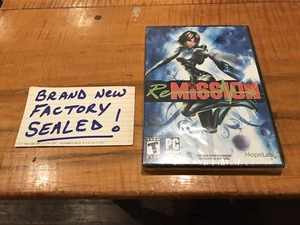 BRAND NEW
FACTORY
SEALED!
Re-MISSION
T
PC
HopeLab